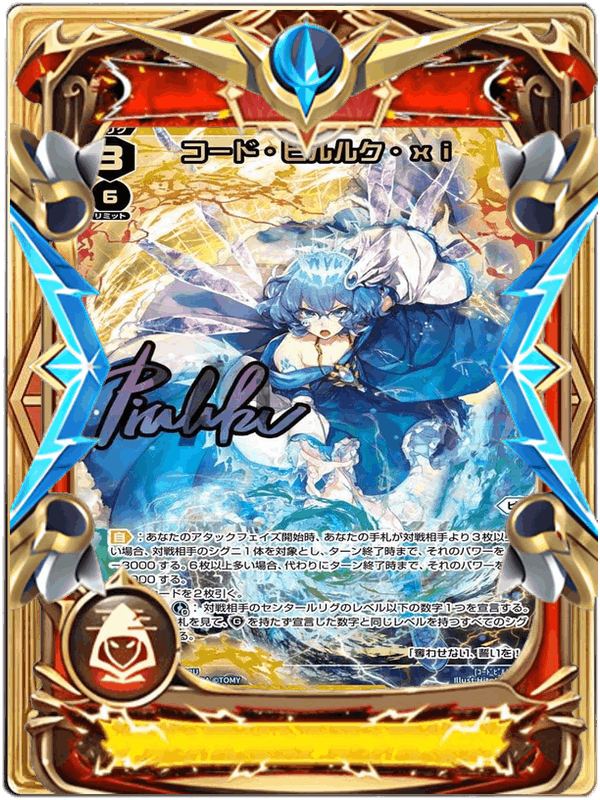 コード・ピルルク・ｘｉ
3
6
リミット
Piruluku
自：あなたのアタックフェイズ開始時、あなたの手札が対戦相手より３枚以
い場合、対戦相手のシグニ１体を対象とし、ターン終了時まで、それのパワーを
－3000する。６枚以上多い場合、代わりにターン終了時まで、それのパワーを
000する。
ードを２枚引く。
：対戦相手のセンタールリグのレベル以下の数字１つを宣言する。
札を見て、Gを持たず宣言した数字と同じレベルを持つすべてのシグ
る。
「奪わせない、誓いを！
©TOMY